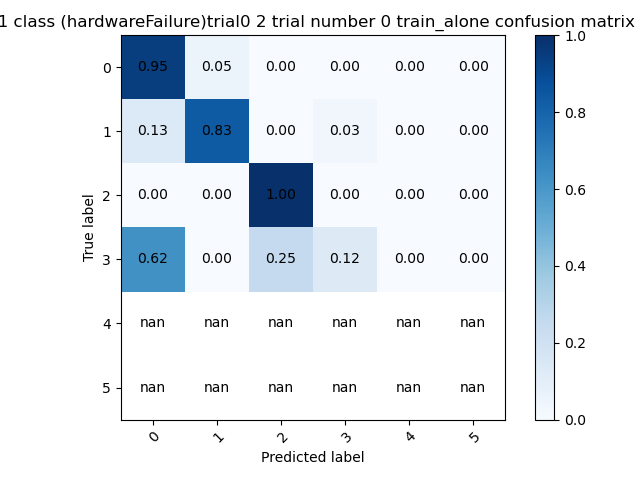 1 class (hardwareFailure)trial0 2 trial number 0 train_alone confusion matrix
0 0.95 0.05 0.00 0.00 0.00 0.00
1 0.13 0.83 0.00 0.03 0.00 0.00
2 0.00 0.00 1.00 0.00 0.00 0.00
3 0.62 0.00 0.25 0.12 0.00 0.00
4 nan nan nan nan nan nan
5 nan nan nan nan nan nan
0 1 2 3 4 5
True label
Predicted label
1.0
0.8
0.6
0.4
0.2
0.0